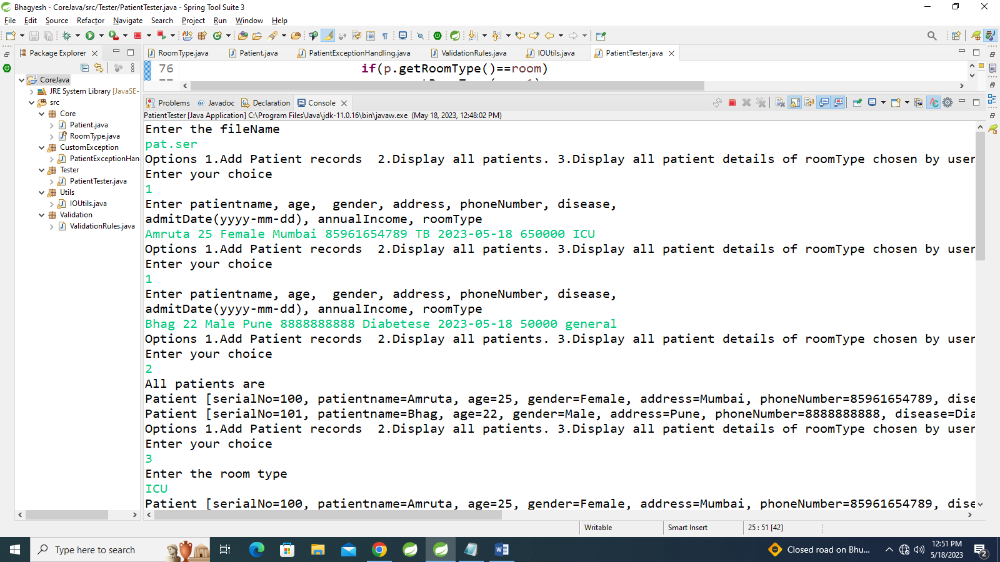 Bhagyesh - CoreJava/src/Tester/PatientTester.java - Spring Tool Suite 3
File Edit Source Refactor Navigate Search Project Run Window Help
Package Explorer
CoreJava
JRE System Library [JavaSE-
src
Core
Patient.java
RoomType.java
CustomException
PatientExceptionHan
Tester
PatientTester.java
Utils
IOUtils.java
Validation
ValidationRules.java
RoomType.java Patient.java PatientExceptionHandling.java ValidationRules.java IOUtils.java PatientTester.java
76 if(p.getRoomType()==room)
Problems @ Javadoc Declaration Console
PatientTester [Java Application] C:\Program Files\Java\jdk-11.0.16\bin\javaw.exe (May 18, 2023, 12:48:02 PM)
Enter the fileName
pat.ser
Options 1.Add Patient records  2.Display all patients. 3.Display all patient details of roomType chosen by user
Enter your choice
1
Enter patientname, age,  gender, address, phoneNumber, disease,
admitDate(yyyy-mm-dd), annualIncome, roomType
Amruta 25 Female Mumbai 85961654789 TB 2023-05-18 650000 ICU
Options 1.Add Patient records  2.Display all patients. 3.Display all patient details of roomType chosen by user
Enter your choice
1
Enter patientname, age,  gender, address, phoneNumber, disease,
admitDate(yyyy-mm-dd), annualIncome, roomType
Bhag 22 Male Pune 8888888888 Diabetese 2023-05-18 50000 general
Options 1.Add Patient records  2.Display all patients. 3.Display all patient details of roomType chosen by user
Enter your choice
2
All patients are
Patient [serialNo=100, patientname=Amruta, age=25, gender=Female, address=Mumbai, phoneNumber=85961654789, dise
Patient [serialNo=101, patientname=Bhag, age=22, gender=Male, address=Pune, phoneNumber=8888888888, disease=Dia
Options 1.Add Patient records  2.Display all patients. 3.Display all patient details of roomType chosen by user
Enter your choice
3
Enter the room type
ICU
Patient [serialNo=100, patientname=Amruta, age=25, gender=Female, address=Mumbai, phoneNumber=85961654789, dise
Writable Smart Insert 25 : 51 [42]
Type here to search
Closed road on Bhu...
12:51 PM
5/18/2023
2